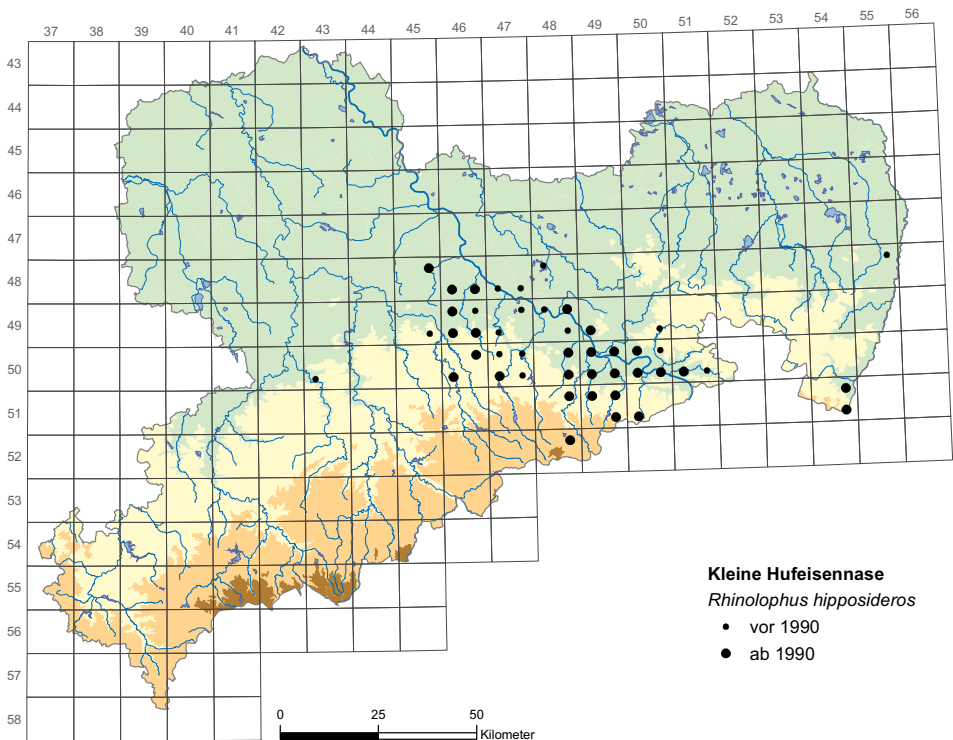 37 38 39 40 41 42 43 44 45 46 47 48 49 50 51 52 53 54 55 56
43
44
45
46
47
48
49
50
51
52
53
54
55
56
57
58
Kleine Hufeisennase
Rhinolophus hipposideros
vor 1990
ab 1990
0 25 50
Kilometer